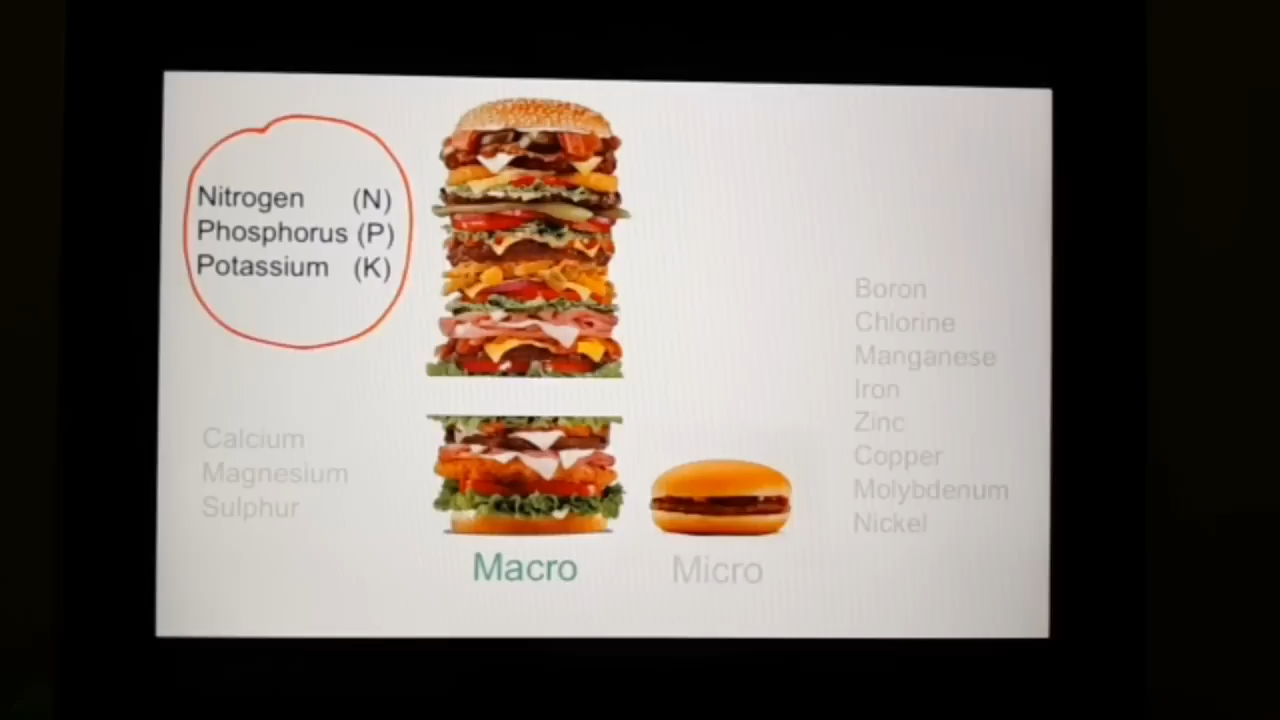 Nitrogen (N)
Phosphorus (P)
Potassium (K)
Calcium
Magnesium
Sulphur
Macro
Micro
Boron
Chlorine
Manganese
Iron
Zinc
Copper
Molybdenum
Nickel